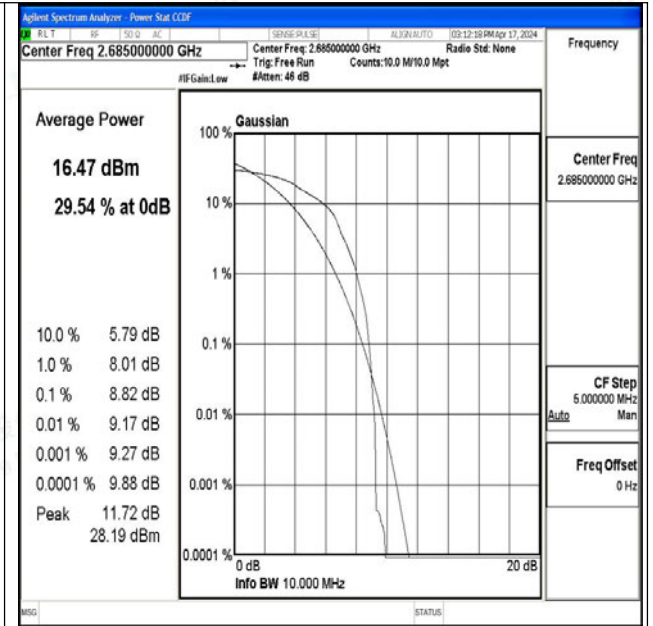 Agilent Spectrum Analyzer - Power Stat CCDF
RLT RF 50 Ω AC SENSE:PULSE ALIGN AUTO 03:12:18 PM Apr 17, 2024
Center Freq 2.685000000 GHz
Center Freq: 2.685000000 GHz Radio Std: None
Trig: Free Run Counts:10.0 M/10.0 Mpt
#IFGain:Low #Atten: 46 dB
Frequency
Average Power
16.47 dBm
29.54 % at 0dB
10.0 % 5.79 dB
1.0 % 8.01 dB
0.1 % 8.82 dB
0.01 % 9.17 dB
0.001 % 9.27 dB
0.0001 % 9.88 dB
Peak 11.72 dB
28.19 dBm
Gaussian
100 %
10 %
1 %
0.1 %
0.01 %
0.001 %
0.0001 %
0 dB 20 dB
Info BW 10.000 MHz
Center Freq
2.685000000 GHz
CF Step
5.000000 MHz
Auto Man
Freq Offset
0 Hz
MSG STATUS